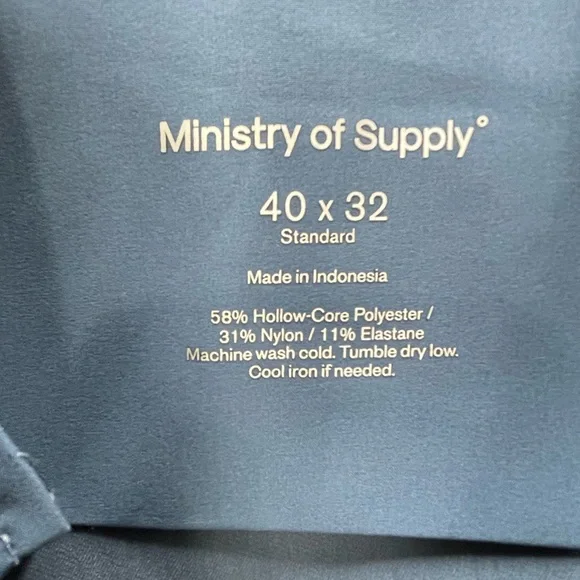 Ministry of Supply°
40 x 32
Standard
Made in Indonesia
58% Hollow-Core Polyester /
31% Nylon / 11% Elastane
Machine wash cold. Tumble dry low.
Cool iron if needed.